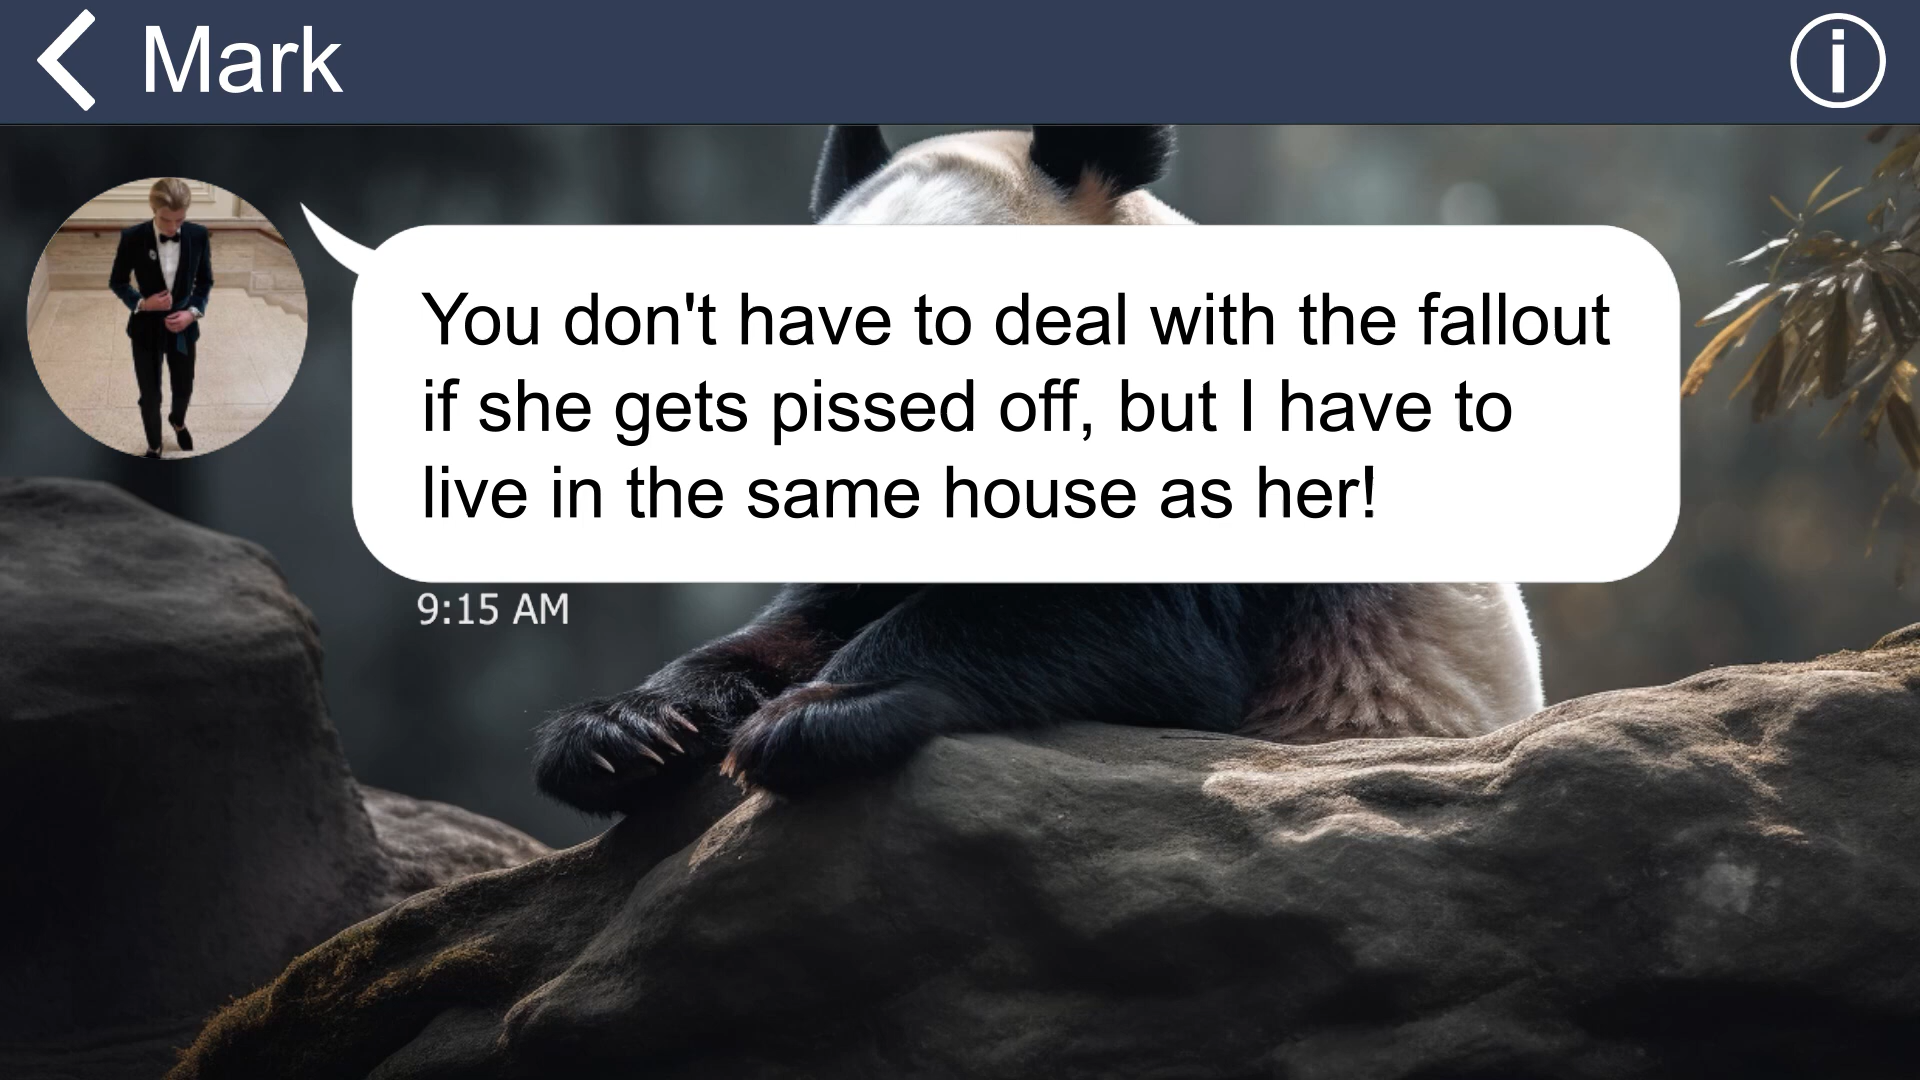 Mark
You don't have to deal with the fallout
if she gets pissed off, but I have to
live in the same house as her!
9:15 AM